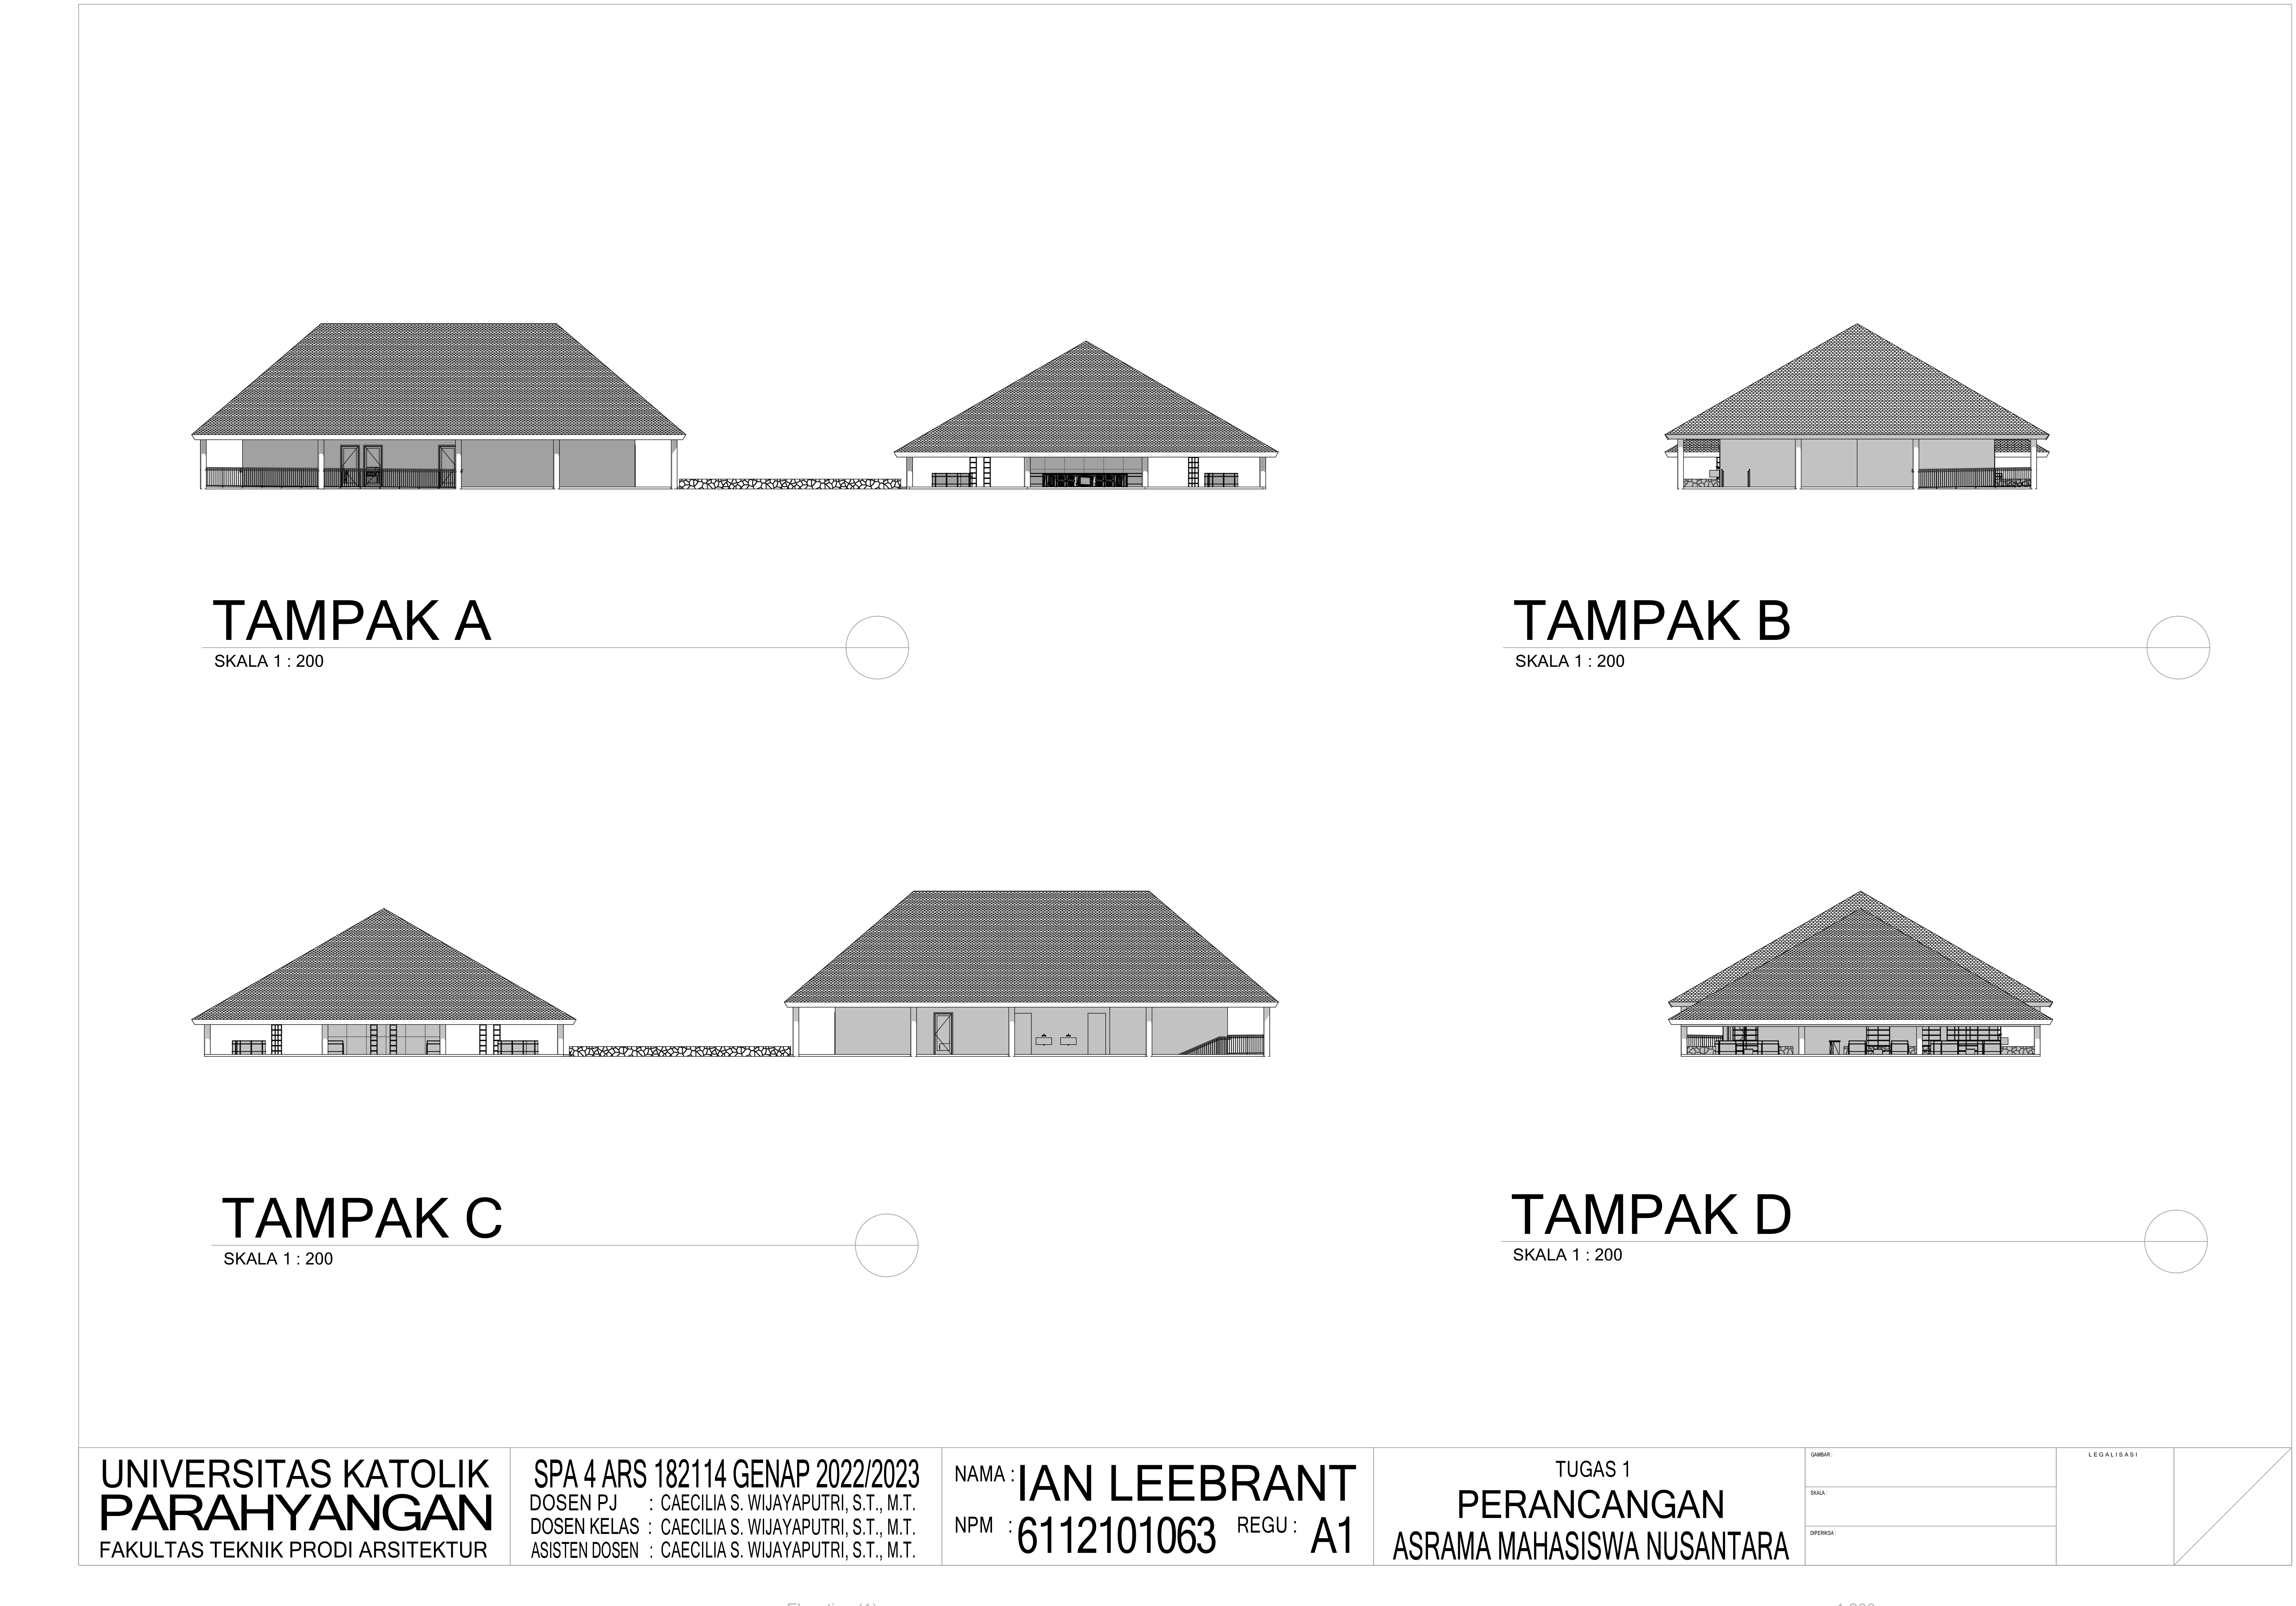 TAMPAK A
SKALA 1 : 200
TAMPAK B
SKALA 1 : 200
TAMPAK C
SKALA 1 : 200
TAMPAK D
SKALA 1 : 200
UNIVERSITAS KATOLIK
PARAHYANGAN
FAKULTAS TEKNIK PRODI ARSITEKTUR
SPA 4 ARS 182114 GENAP 2022/2023
DOSEN PJ : CAECILIA S. WIJAYAPUTRI, S.T., M.T.
DOSEN KELAS : CAECILIA S. WIJAYAPUTRI, S.T., M.T.
ASISTEN DOSEN : CAECILIA S. WIJAYAPUTRI, S.T., M.T.
NAMA : IAN LEEBRANT
NPM : 6112101063 REGU : A1
TUGAS 1
PERANCANGAN
ASRAMA MAHASISWA NUSANTARA
GAMBAR :
SKALA :
DIPERIKSA :
LEGALISASI